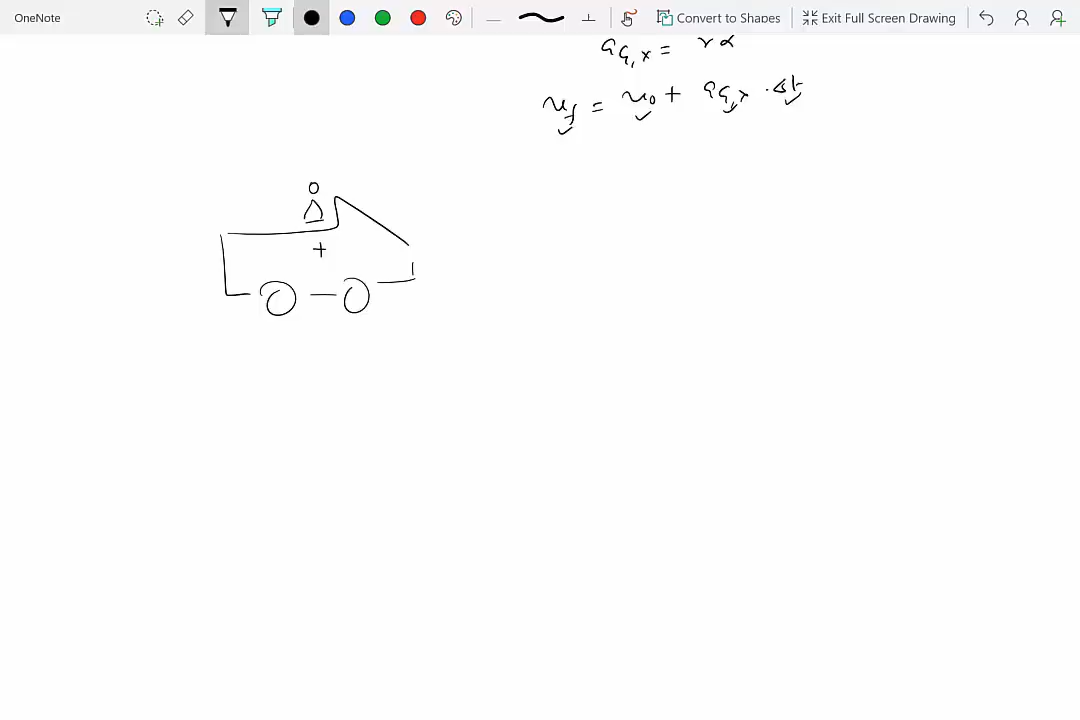 OneNote Convert to Shapes Exit Full Screen Drawing
a_{G,x} = rα
v_f = v_0 + a_{G,x} · Δt
+